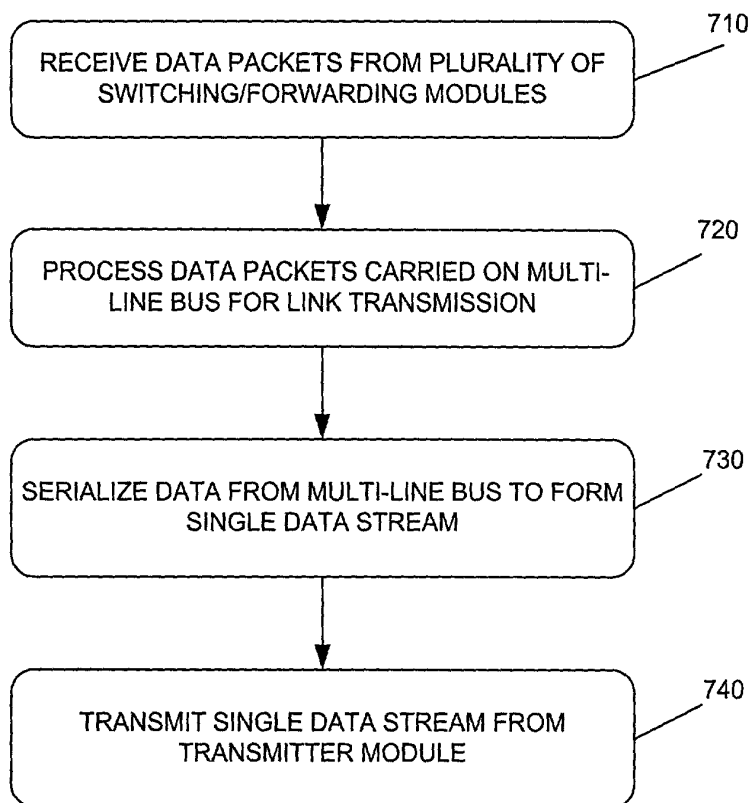 710
RECEIVE DATA PACKETS FROM PLURALITY OF
SWITCHING/FORWARDING MODULES
720
PROCESS DATA PACKETS CARRIED ON MULTI-
LINE BUS FOR LINK TRANSMISSION
730
SERIALIZE DATA FROM MULTI-LINE BUS TO FORM
SINGLE DATA STREAM
740
TRANSMIT SINGLE DATA STREAM FROM
TRANSMITTER MODULE